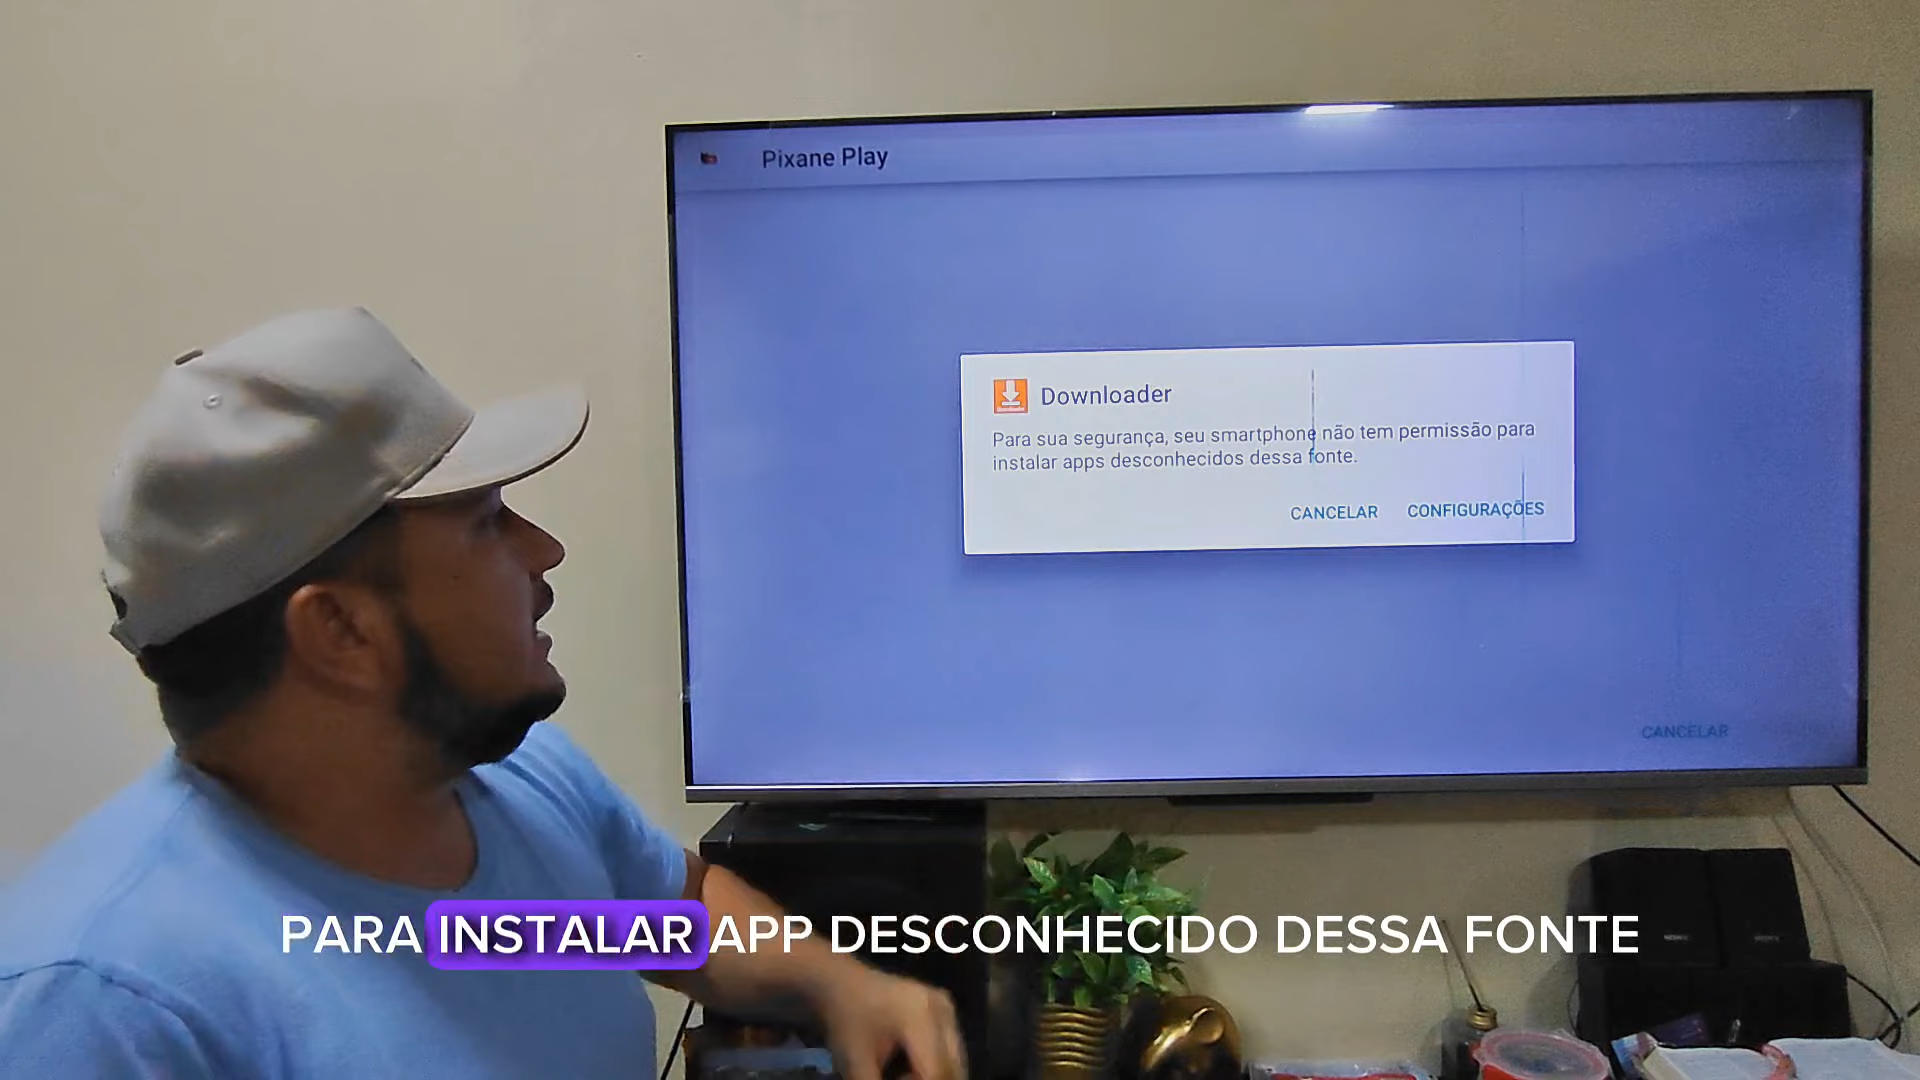 Pixane Play
Downloader
Para sua segurança, seu smartphone não tem permissão para
instalar apps desconhecidos dessa fonte.
CANCELAR CONFIGURAÇÕES
CANCELAR
PARA INSTALAR APP DESCONHECIDO DESSA FONTE